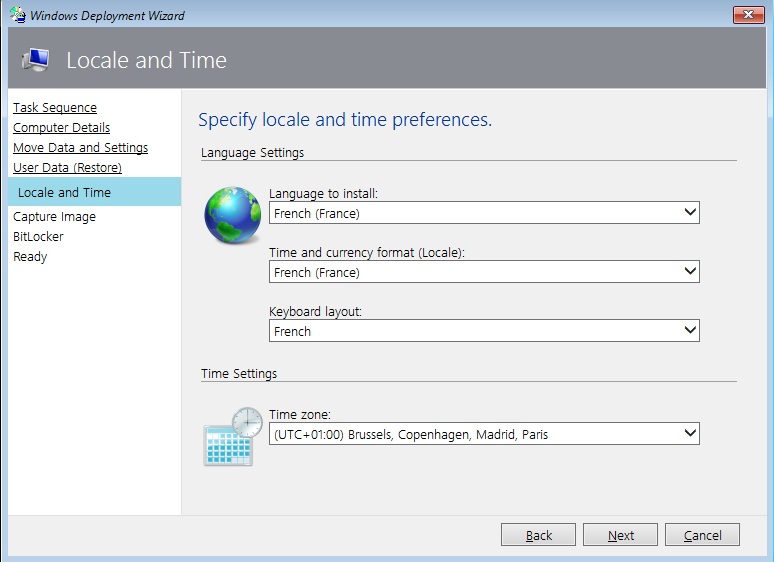 Windows Deployment Wizard
Locale and Time
Task Sequence
Computer Details
Move Data and Settings
User Data (Restore)
Locale and Time
Capture Image
BitLocker
Ready
Specify locale and time preferences.
Language Settings
Language to install:
French (France)
Time and currency format (Locale):
French (France)
Keyboard layout:
French
Time Settings
Time zone:
(UTC+01:00) Brussels, Copenhagen, Madrid, Paris
Back Next Cancel